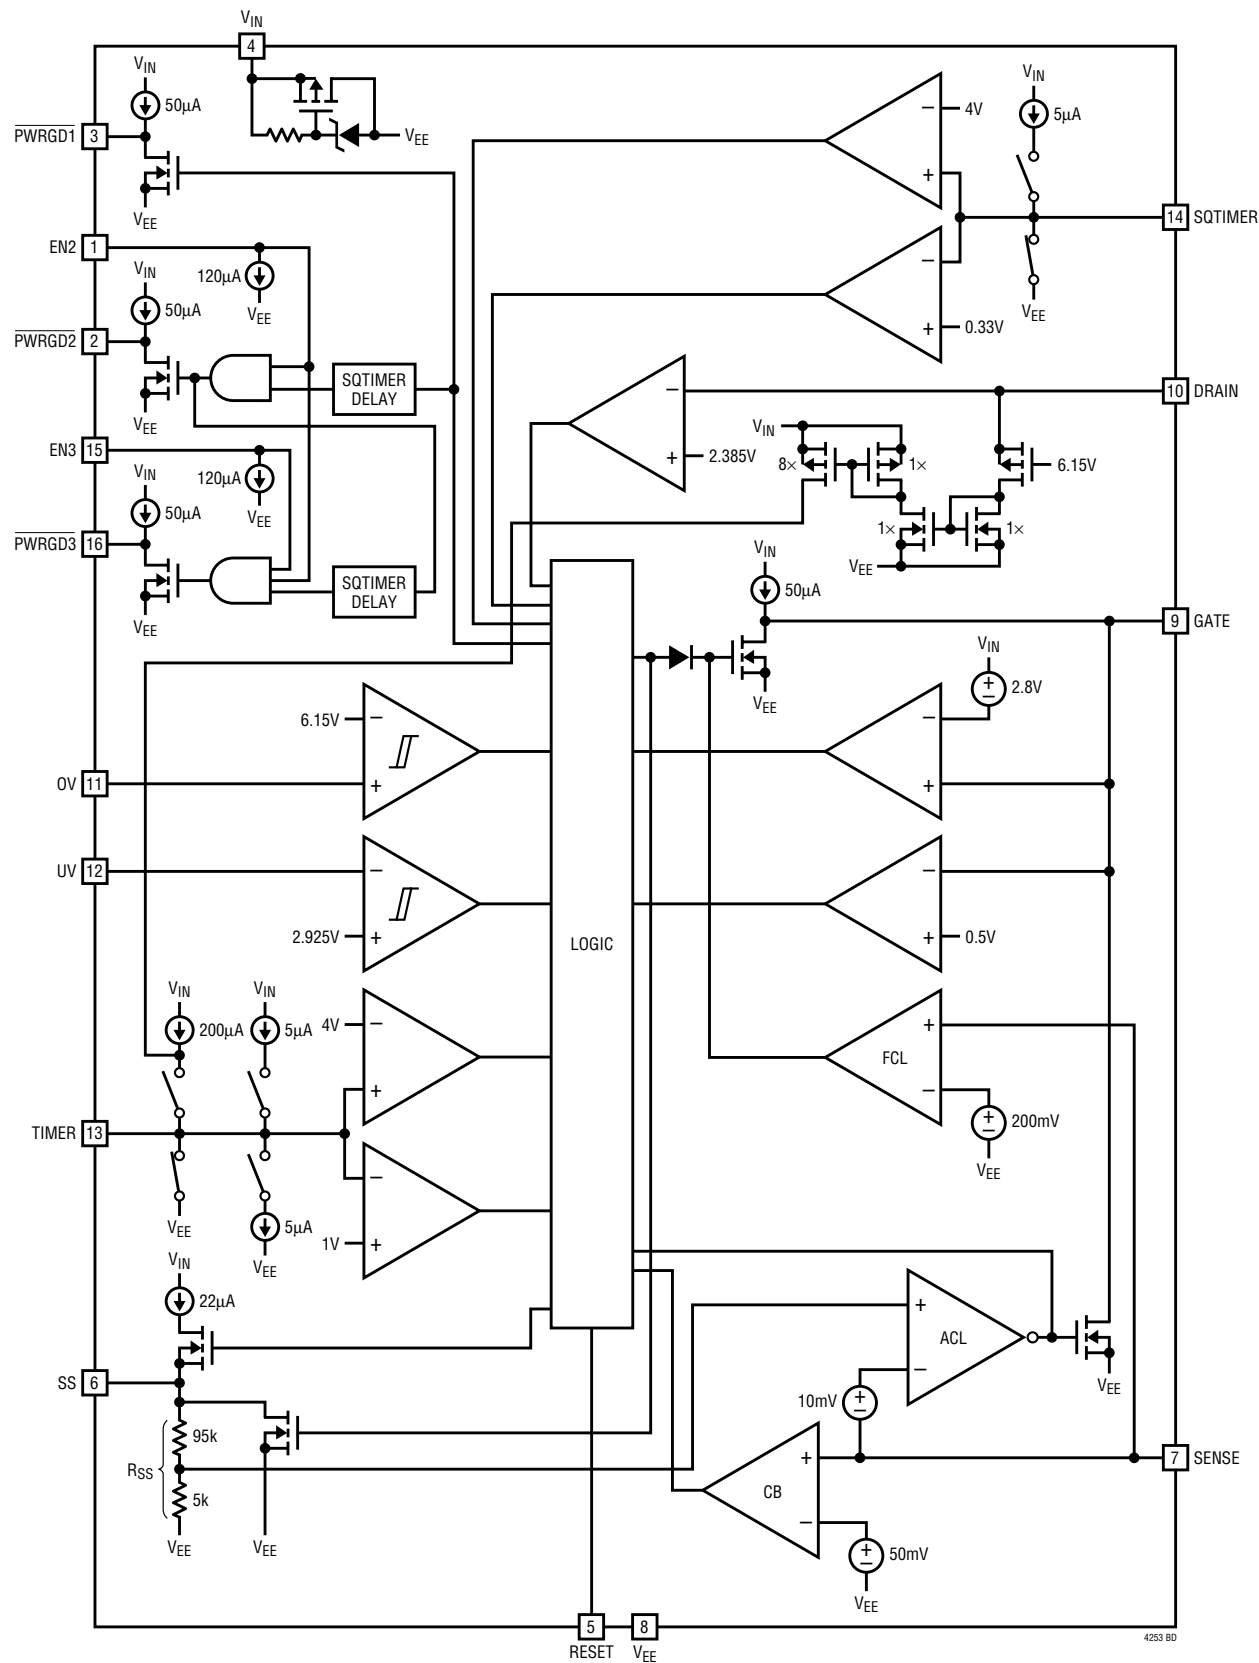 VIN
4
VIN
50µA
PWRGD1
3
VEE
VEE
4V
−
+
VIN
5µA
14
SQTIMER
EN2
1
120µA
VEE
VIN
50µA
PWRGD2
2
VEE
SQTIMER
DELAY
−
+
0.33V
VEE
−
+
2.385V
10
DRAIN
EN3
15
120µA
VEE
VIN
50µA
PWRGD3
16
VEE
SQTIMER
DELAY
VIN
8×
1×
6.15V
1×
1×
VEE
VIN
50µA
9
GATE
VEE
VIN
+
−
2.8V
−
+
6.15V
−
+
OV
11
UV
12
−
2.925V
+
LOGIC
−
+
0.5V
VIN
200µA
VIN
5µA
4V
−
+
+
FCL
−
+
−
200mV
VEE
TIMER
13
VEE
5µA
VEE
−
1V
+
VIN
22µA
SS
6
95k
RSS
5k
VEE
VEE
+
ACL
−
VEE
10mV
+
−
+
CB
−
7
SENSE
+
−
50mV
VEE
5
RESET
8
VEE
4253 BD